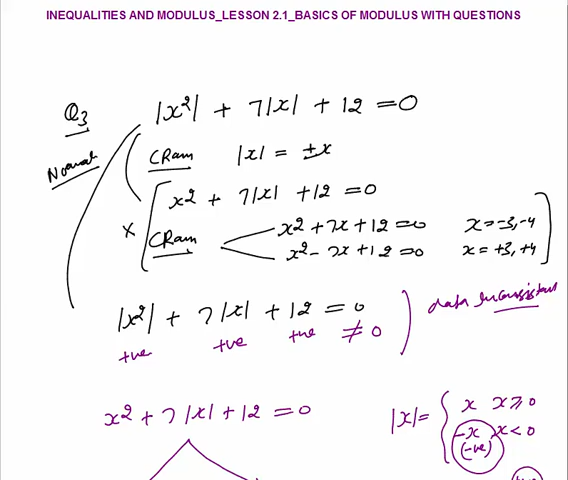 INEQUALITIES AND MODULUS_LESSON 2.1_BASICS OF MODULUS WITH QUESTIONS
Q3 |x²| + 7|x| + 12 = 0
Normal
CRam |x| = ±x
x² + 7|x| + 12 = 0
CRam x² + 7x + 12 = 0 x = -3, -4
x² - 7x + 12 = 0 x = +3, +4
|x²| + 7|x| + 12 = 0 data Inconsistent
+ve +ve +ve ≠ 0
x² + 7|x| + 12 = 0
|x| = { x x ≥ 0
-x x < 0
(-ve)